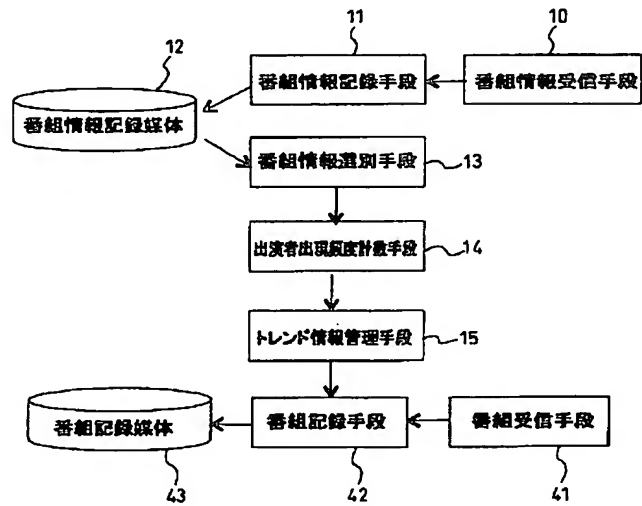 12
11
10
番組情報記録媒体
番組情報記録手段
番組情報受信手段
番組情報選別手段
13
出演者出現頻度計数手段
14
トレンド情報管理手段
15
番組記録媒体
番組記録手段
番組受信手段
43
42
41